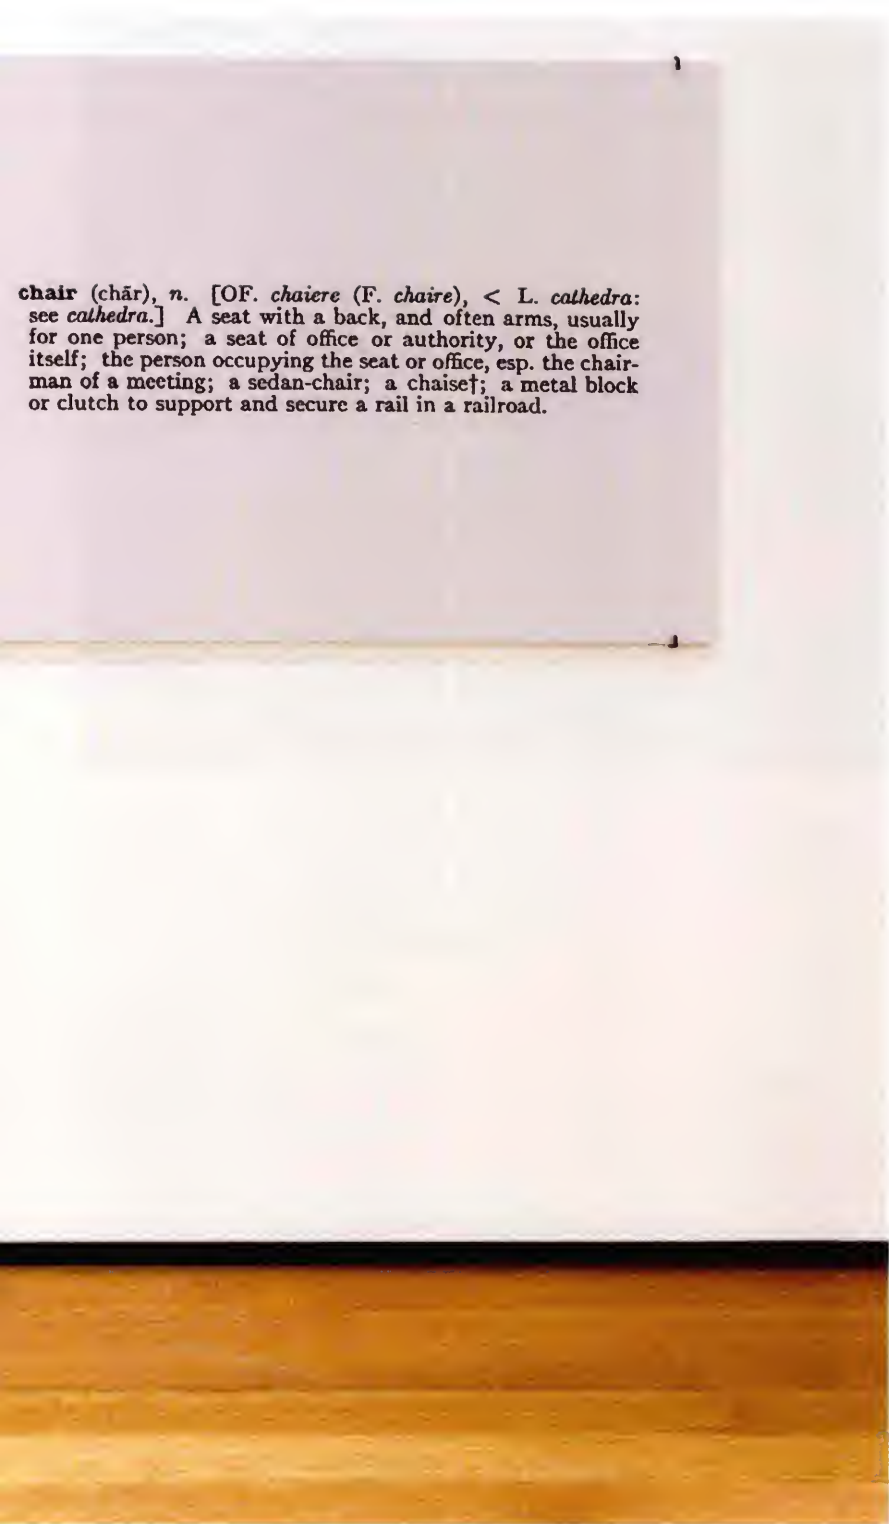 chair (chãr), n. [OF. chaiere (F. chaire), < L. cathedra:
see cathedra.] A seat with a back, and often arms, usually
for one person; a seat of office or authority, or the office
itself; the person occupying the seat or office, esp. the chair-
man of a meeting; a sedan-chair; a chaise†; a metal block
or clutch to support and secure a rail in a railroad.